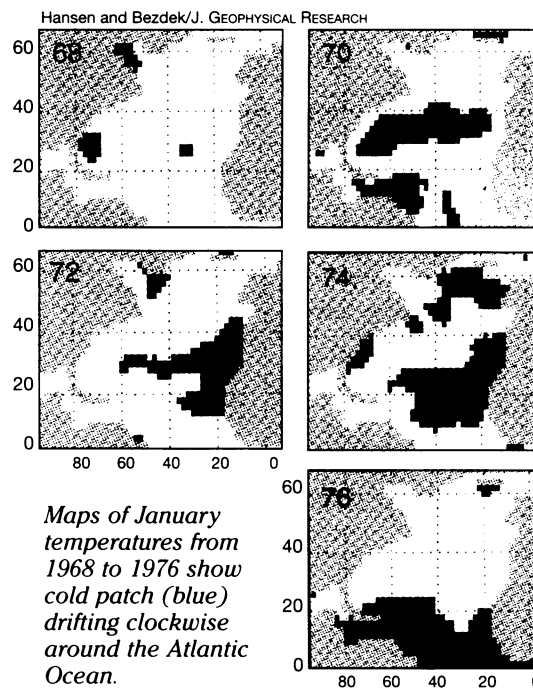 Hansen and Bezdek/J. GEOPHYSICAL RESEARCH
60
40
20
0
68
70
60
40
20
0
80 60 40 20 0
72
74
60
40
20
0
80 60 40 20 0
76
Maps of January
temperatures from
1968 to 1976 show
cold patch (blue)
drifting clockwise
around the Atlantic
Ocean.